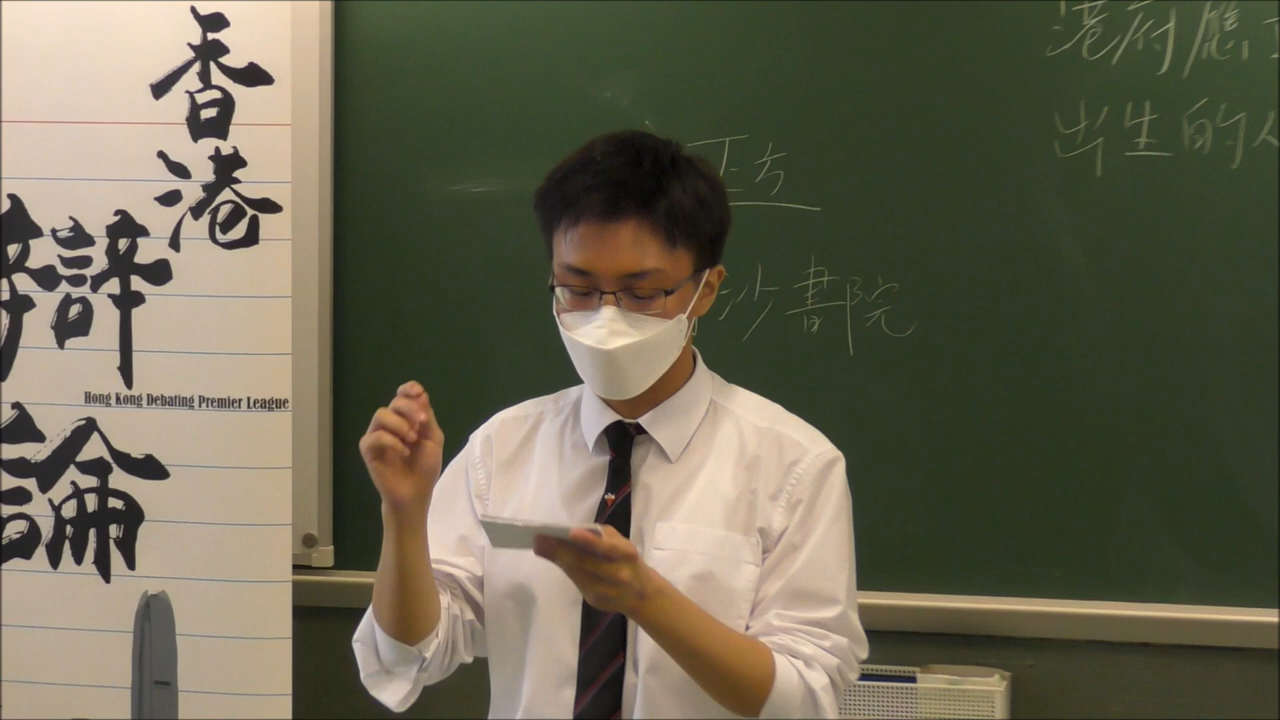 香港
辯論
Hong Kong Debating Premier League
正方
沙書院
港府應
出生的人